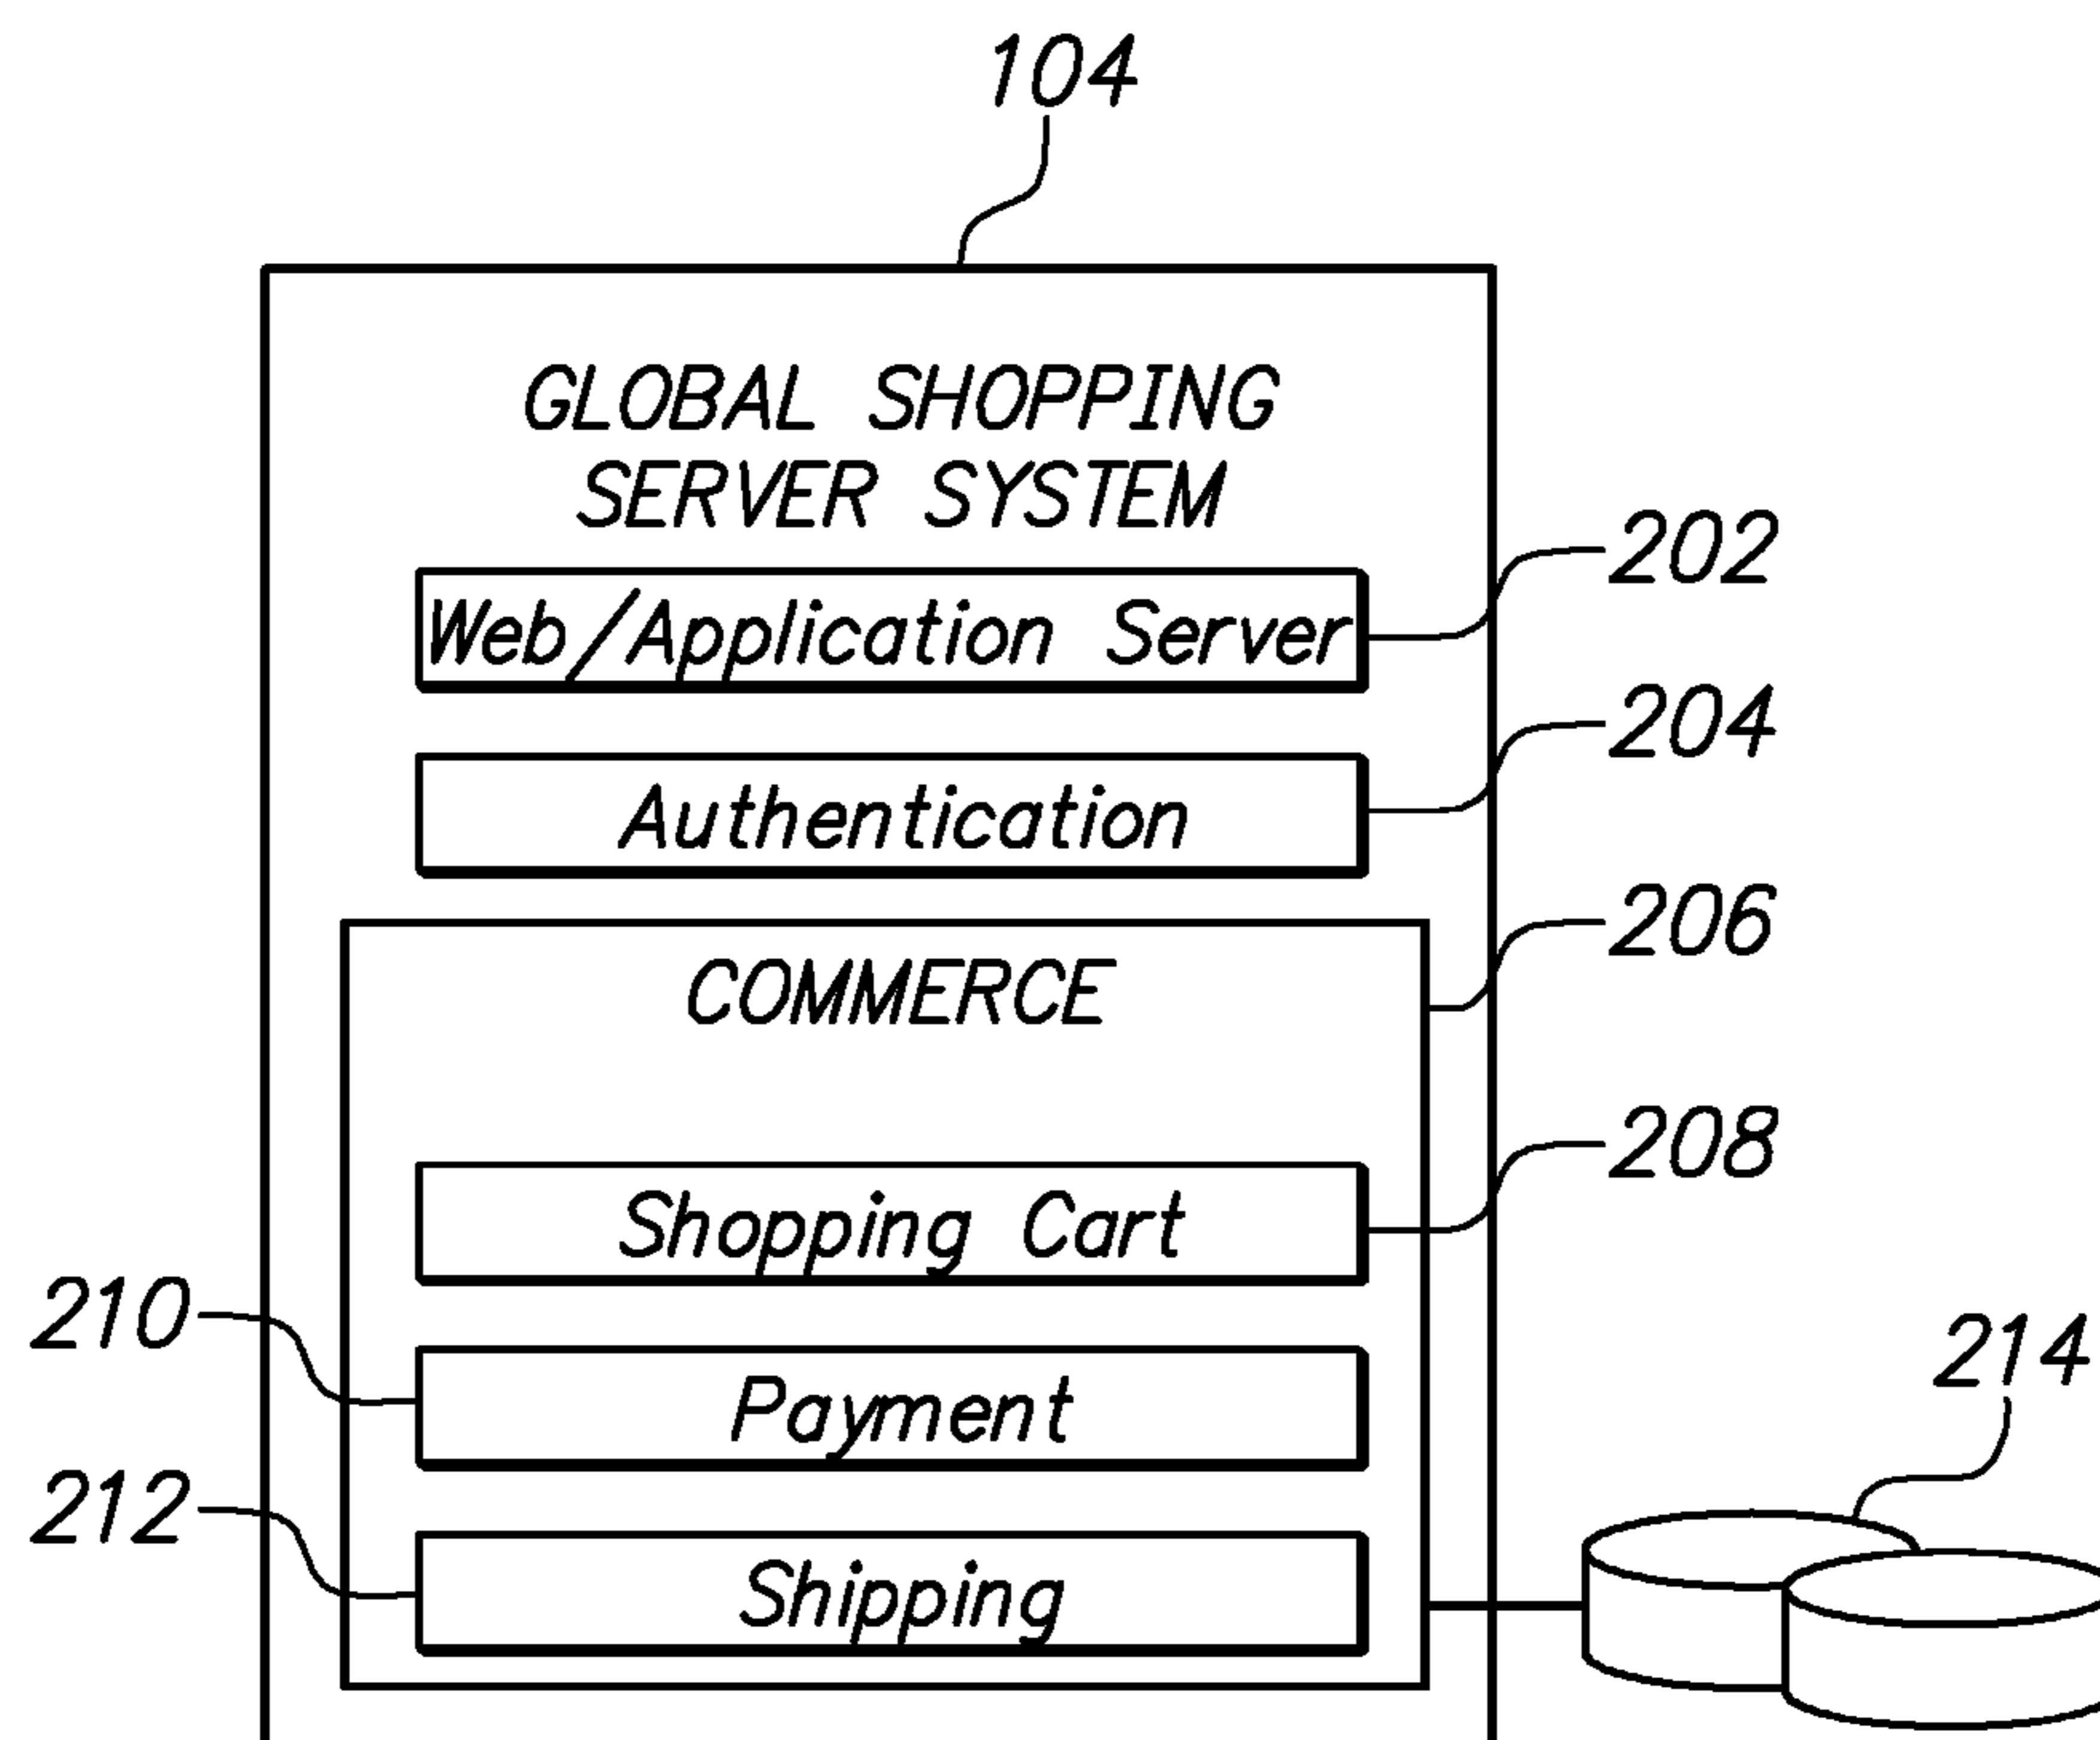 104
GLOBAL SHOPPING
SERVER SYSTEM
202
Web/Application Server
204
Authentication
206
COMMERCE
208
Shopping Cart
210
214
Payment
212
Shipping